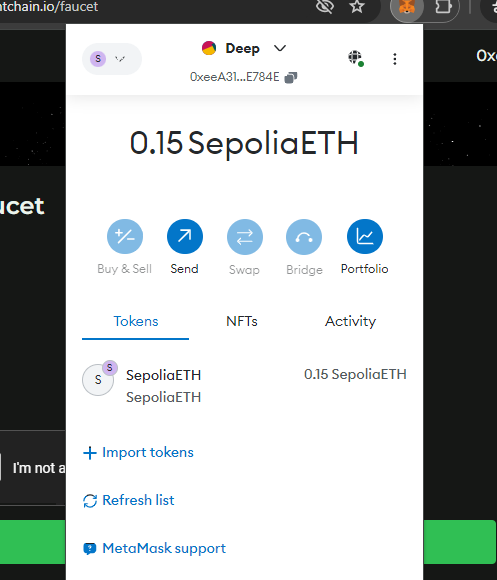 ntchain.io/faucet
S
Deep
0xeeA31...E784E
0x
0.15 SepoliaETH
ucet
Buy & Sell
Send
Swap
Bridge
Portfolio
Tokens
NFTs
Activity
S
S
SepoliaETH
0.15 SepoliaETH
SepoliaETH
Import tokens
I'm not a
Refresh list
MetaMask support